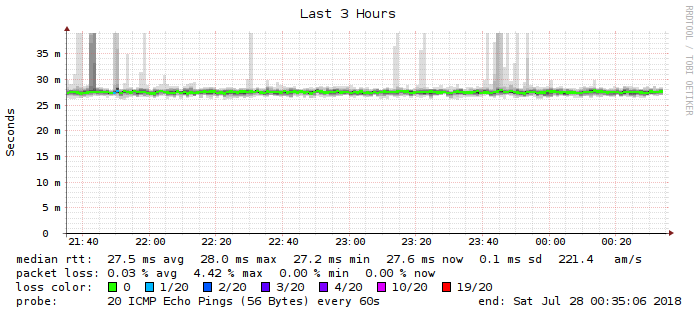 Last 3 Hours
RRDTOOL / TOBI OETIKER
Seconds
35 m
30 m
25 m
20 m
15 m
10 m
5 m
0
21:40 22:00 22:20 22:40 23:00 23:20 23:40 00:00 00:20
median rtt: 27.5 ms avg 28.0 ms max 27.2 ms min 27.6 ms now 0.1 ms sd 221.4 am/s
packet loss: 0.03 % avg 4.42 % max 0.00 % min 0.00 % now
loss color: 0 1/20 2/20 3/20 4/20 10/20 19/20
probe: 20 ICMP Echo Pings (56 Bytes) every 60s end: Sat Jul 28 00:35:06 2018